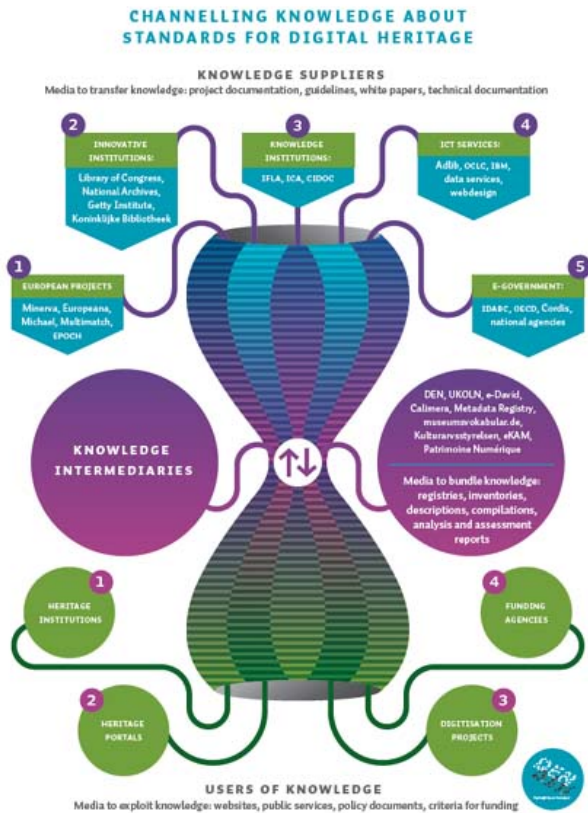 CHANNELLING KNOWLEDGE ABOUT
STANDARDS FOR DIGITAL HERITAGE
KNOWLEDGE SUPPLIERS
Media to transfer knowledge: project documentation, guidelines, white papers, technical documentation
2
INNOVATIVE
INSTITUTIONS:
Library of Congress,
National Archives,
Getty Institute,
Koninklijke Bibliotheek
3
KNOWLEDGE
INSTITUTIONS:
IFLA, ICA, CIDOC
4
ICT SERVICES:
Adlib, OCLC, IBM,
data services,
webdesign
1
EUROPEAN PROJECTS
Minerva, Europeana,
Michael, Multimatch,
EPOCH
5
E-GOVERNMENT:
IDABC, OECD, Cordis,
national agencies
KNOWLEDGE
INTERMEDIARIES
DEN, UKOLN, e-David,
Calimera, Metadata Registry,
museumsvokabular.de,
Kulturarvsstyrelsen, eKAM,
Patrimoine Numérique
Media to bundle knowledge:
registries, inventories,
descriptions, compilations,
analysis and assessment
reports
1
HERITAGE
INSTITUTIONS
4
FUNDING
AGENCIES
2
HERITAGE
PORTALS
3
DIGITISATION
PROJECTS
USERS OF KNOWLEDGE
Media to exploit knowledge: websites, public services, policy documents, criteria for funding